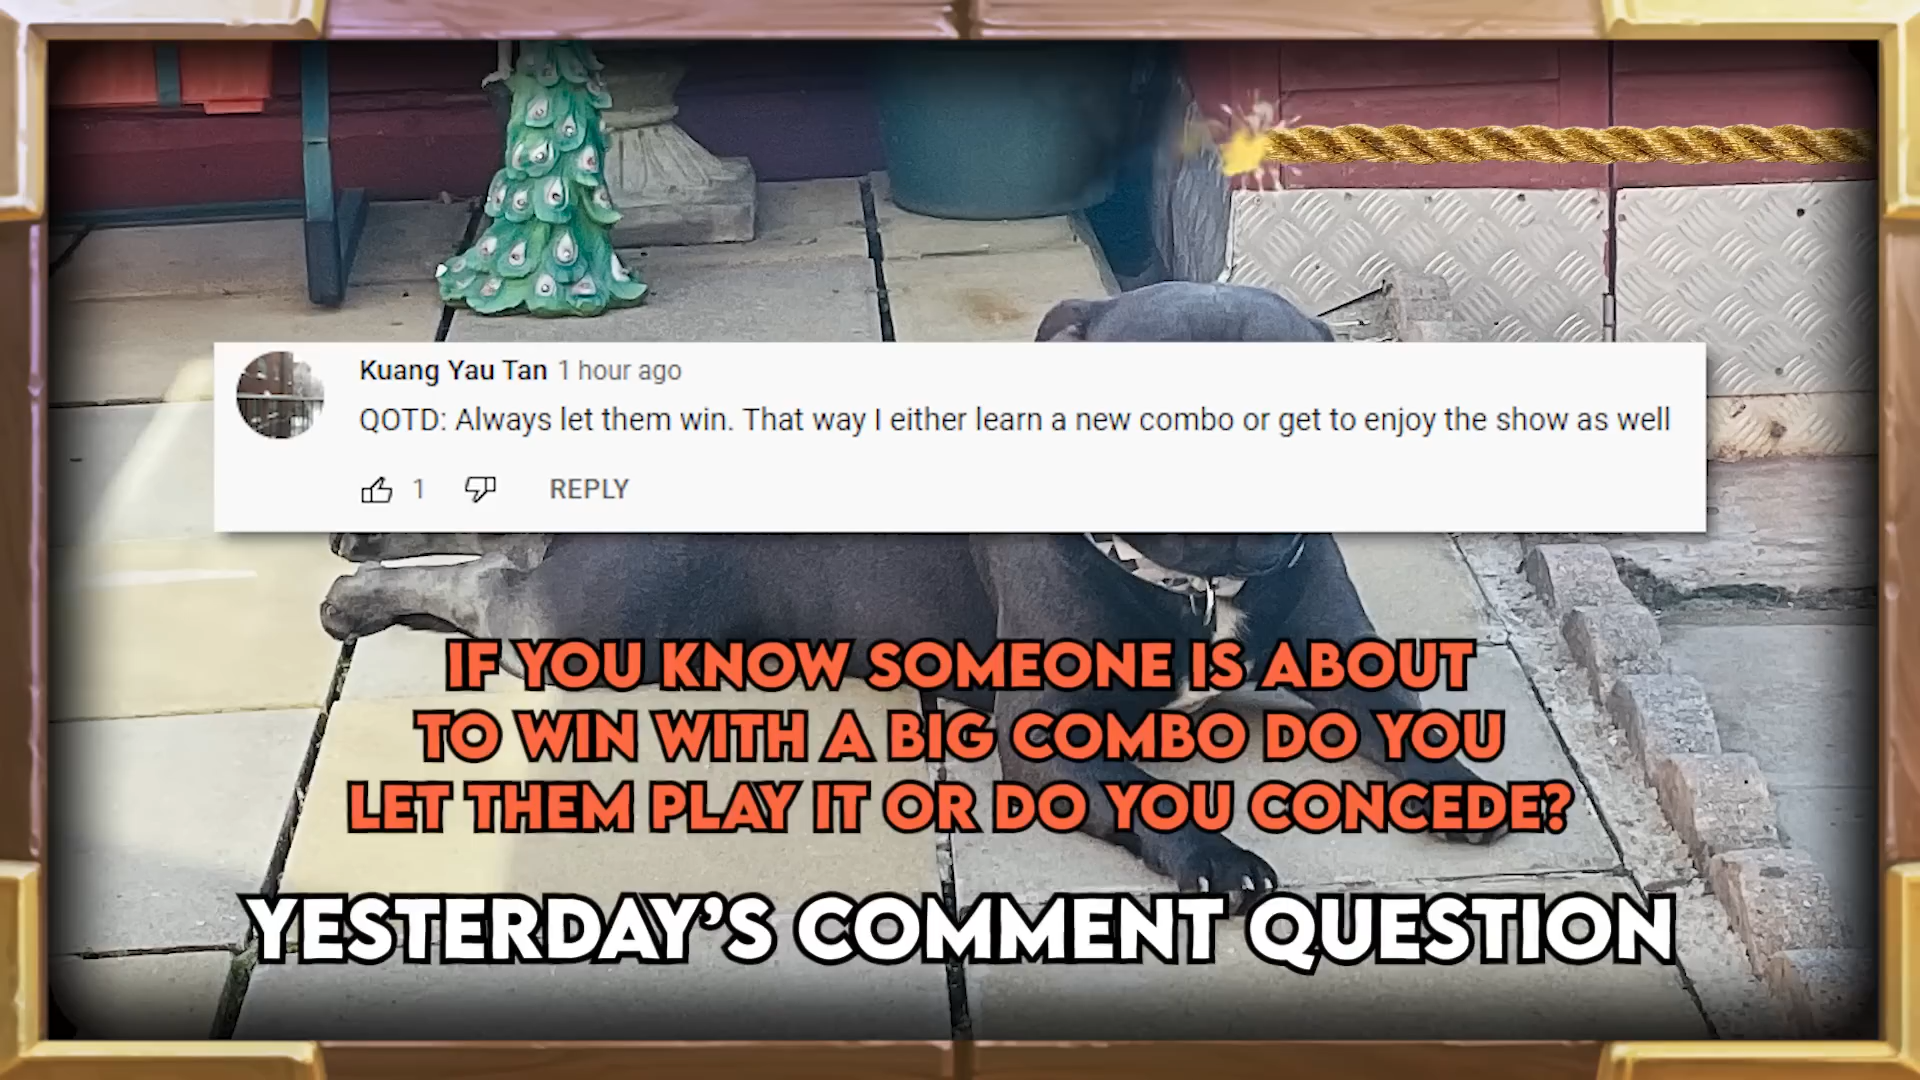 Kuang Yau Tan 1 hour ago
QOTD: Always let them win. That way I either learn a new combo or get to enjoy the show as well
1 REPLY
IF YOU KNOW SOMEONE IS ABOUT
TO WIN WITH A BIG COMBO DO YOU
LET THEM PLAY IT OR DO YOU CONCEDE?
YESTERDAY'S COMMENT QUESTION